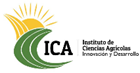 ICA
Instituto de
Ciencias Agrícolas
Innovación y Desarrollo